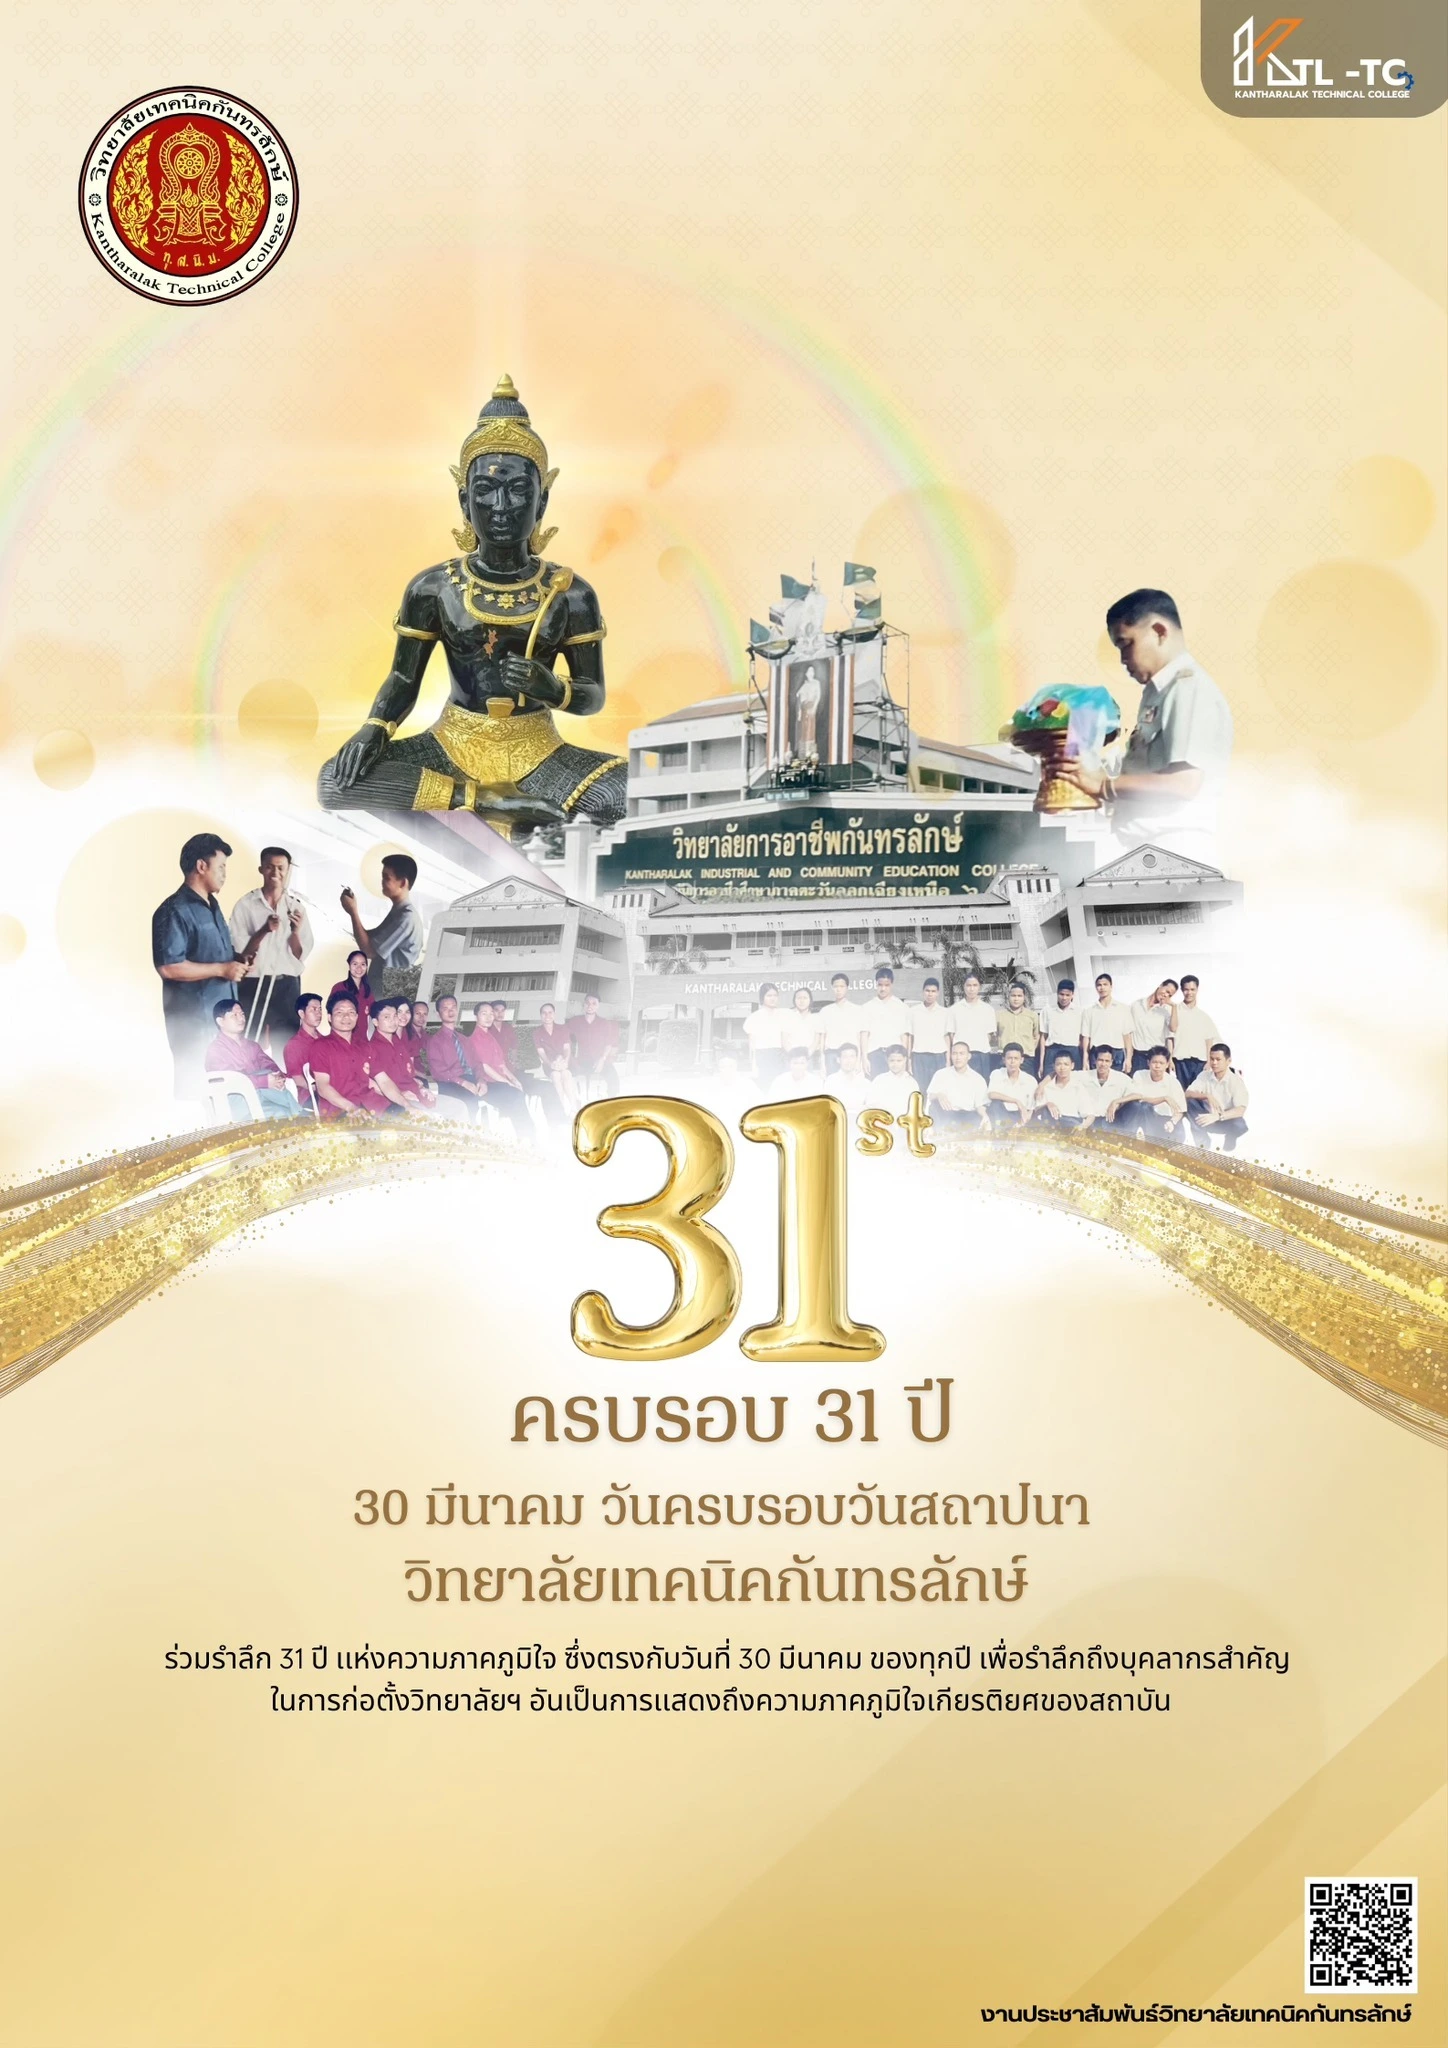 KTL -TC
KANTHARALAK TECHNICAL COLLEGE
วิทยาลัยเทคนิคกันทรลักษ์
ทุ. ส. นิ. ม.
Kantharalak Technical College
วิทยาลัยการอาชีพกันทรลักษ์
KANTHARALAK INDUSTRIAL AND COMMUNITY EDUCATION COLLEGE
KANTHARALAK TECHNICAL COLLEGE
31st
ครบรอบ 31 ปี
30 มีนาคม วันครบรอบวันสถาปนา
วิทยาลัยเทคนิคกันทรลักษ์
ร่วมรำลึก 31 ปี แห่งความภาคภูมิใจ ซึ่งตรงกับวันที่ 30 มีนาคม ของทุกปี เพื่อรำลึกถึงบุคลากรสำคัญ
ในการก่อตั้งวิทยาลัยฯ อันเป็นการแสดงถึงความภาคภูมิใจเกียรติยศของสถาบัน
งานประชาสัมพันธ์วิทยาลัยเทคนิคกันทรลักษ์